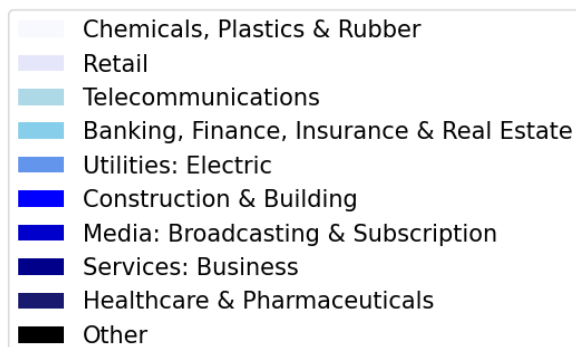 Chemicals, Plastics & Rubber
Retail
Telecommunications
Banking, Finance, Insurance & Real Estate
Utilities: Electric
Construction & Building
Media: Broadcasting & Subscription
Services: Business
Healthcare & Pharmaceuticals
Other